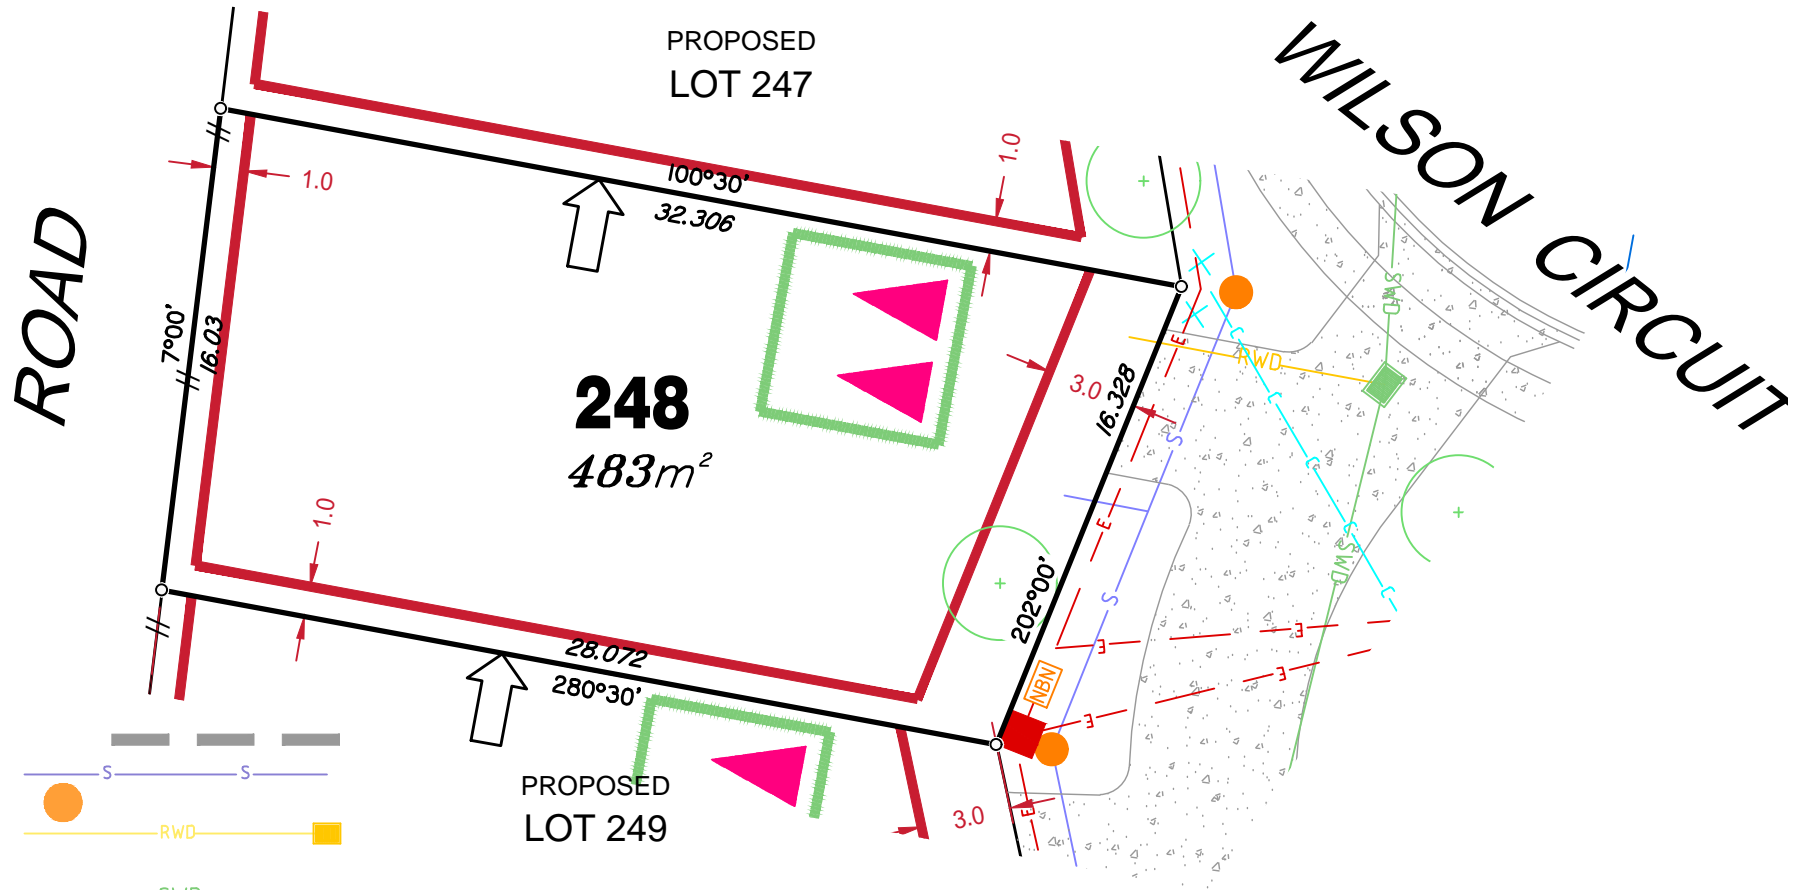 PROPOSED
LOT 247
WILSON CIRCUIT
ROAD
1.0
100°30'
32.306
1.0
7°00'
16.03
248
483m²
3.0
16.328
1.0
202°00'
28.072
280°30'
NBN
PROPOSED
LOT 249
3.0
E
E
E
E
E
E
E
S
S
C
C
C
C
C
RWD
SWD
SWD
S
S
RWD